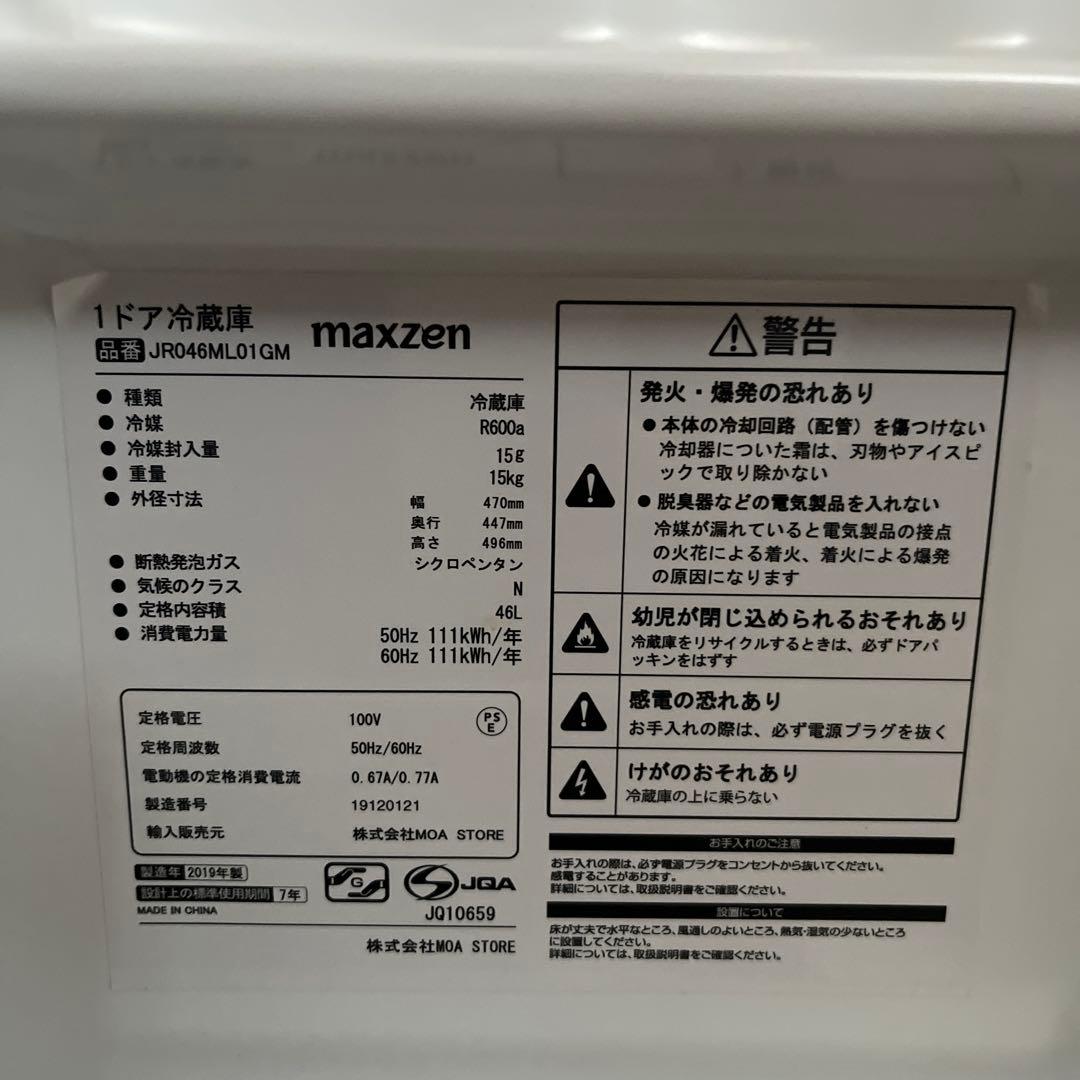 1ドア冷蔵庫
maxzen
品番 JR046ML01GM
● 種類 冷蔵庫
● 冷媒 R600a
● 冷媒封入量 15g
● 重量 15kg
● 外径寸法 幅 470mm
奥行 447mm
高さ 496mm
● 断熱発泡ガス シクロペンタン
● 気候のクラス N
● 定格内容積 46L
● 消費電力量 50Hz 111kWh/年
60Hz 111kWh/年
定格電圧 100V
PS
E
定格周波数 50Hz/60Hz
電動機の定格消費電流 0.67A/0.77A
製造番号 19120121
輸入販売元 株式会社MOA STORE
製造年 2019年製
設計上の標準使用期間 7年
MADE IN CHINA
G
JQA
JQ10659
株式会社MOA STORE
警告
発火・爆発の恐れあり
● 本体の冷却回路（配管）を傷つけない
冷却器についた霜は、刃物やアイスピ
ックで取り除かない
● 脱臭器などの電気製品を入れない
冷媒が漏れていると電気製品の接点
の火花による着火、着火による爆発
の原因になります
幼児が閉じ込められるおそれあり
冷蔵庫をリサイクルするときは、必ずドアパ
ッキンをはずす
感電の恐れあり
お手入れの際は、必ず電源プラグを抜く
けがのおそれあり
冷蔵庫の上に乗らない
お手入れのご注意
お手入れの際は、必ず電源プラグをコンセントから抜いてください。
感電することがあります。
詳細については、取扱説明書をご確認ください。
設置について
床が丈夫で水平なところ、風通しのよいところ、熱気・湿気の少ないところ
に設置してください。
詳細については、取扱説明書をご確認ください。